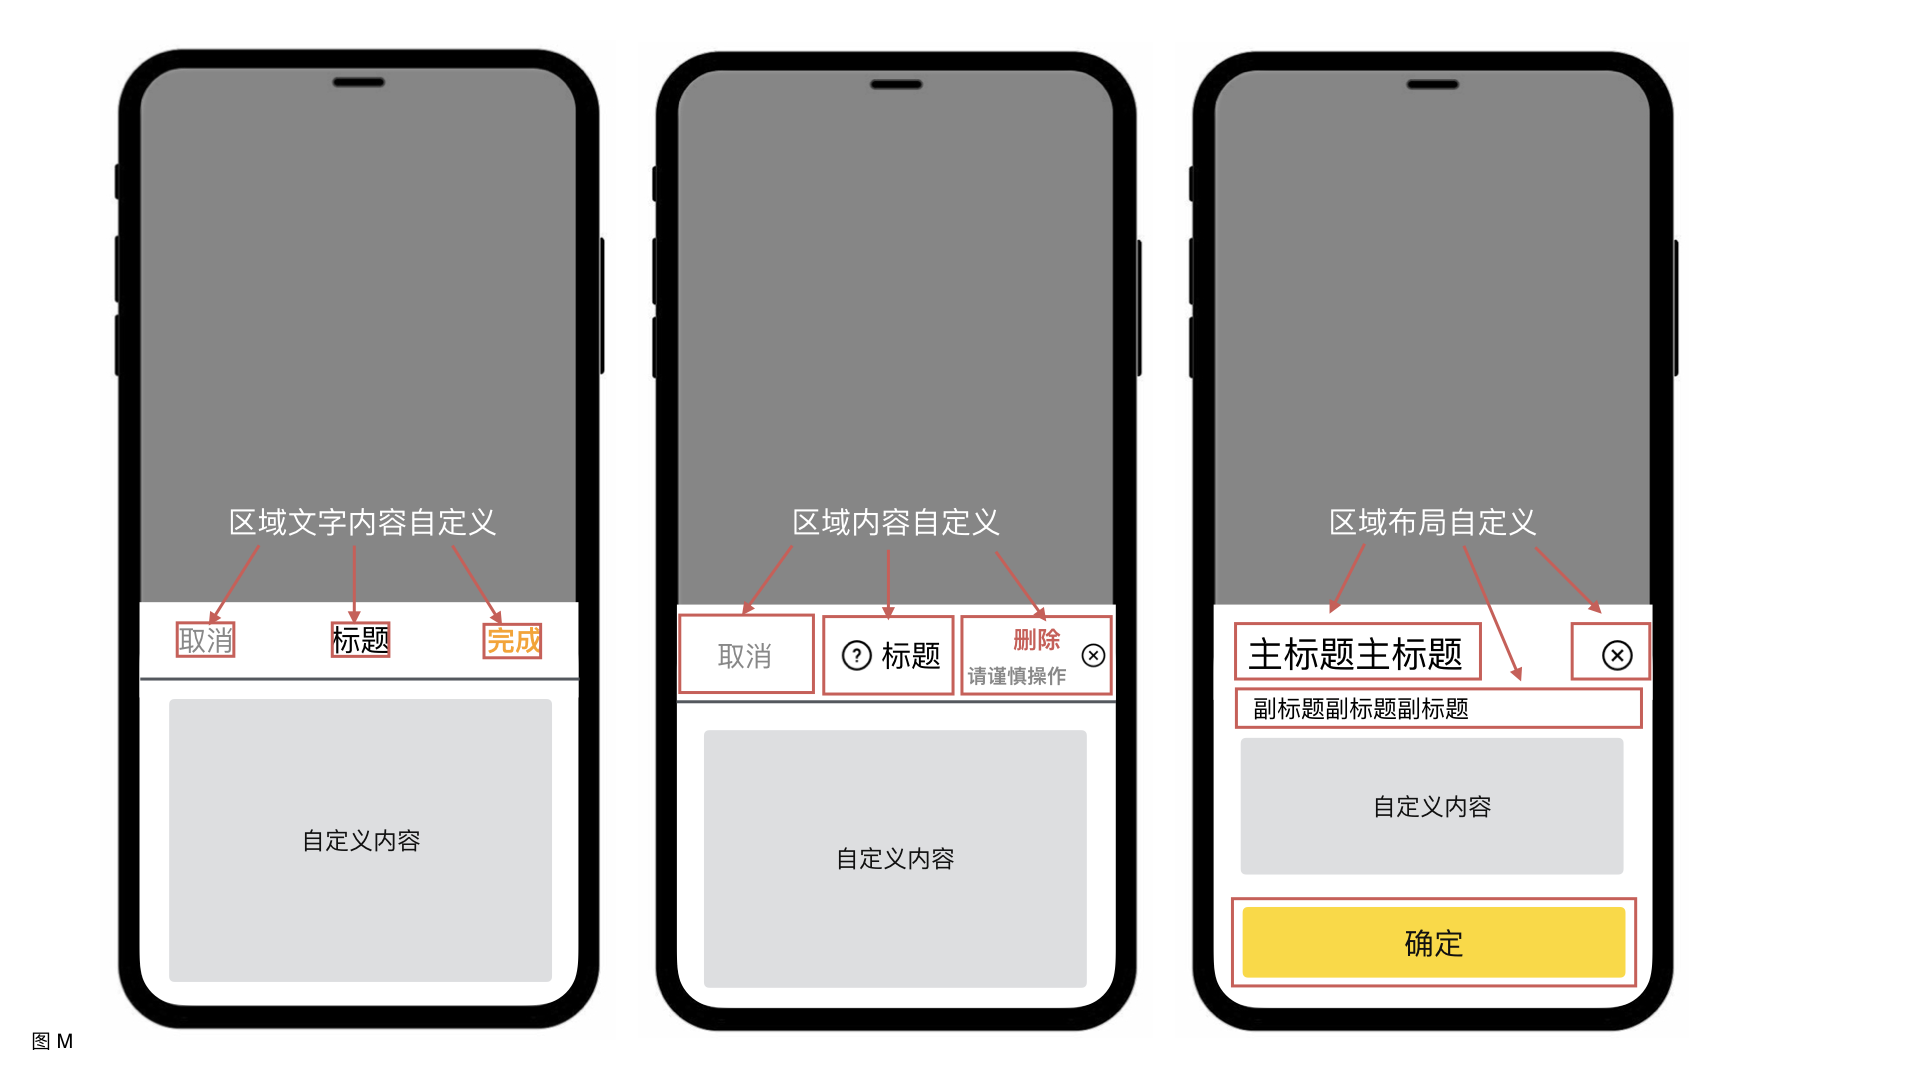 区域文字内容自定义
取消
标题
完成
自定义内容
区域内容自定义
取消
? 标题
删除
请谨慎操作
自定义内容
区域布局自定义
主标题主标题
副标题副标题副标题
自定义内容
确定
图 M